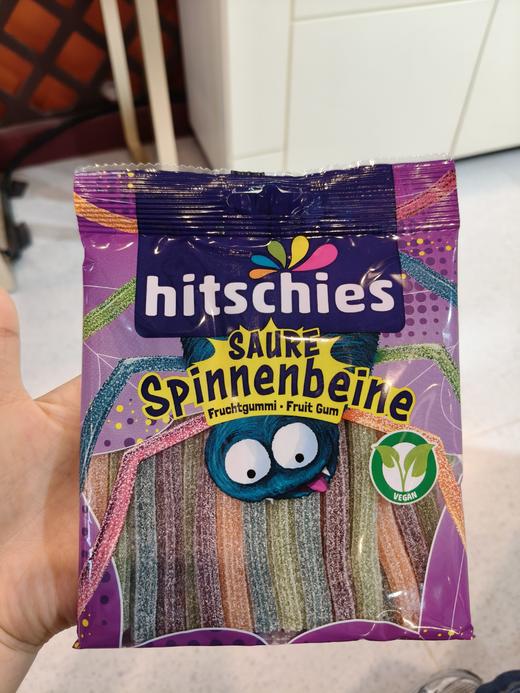 hitschies
SAURE
Spinnenbeine
Fruchtgummi · Fruit Gum
VEGAN